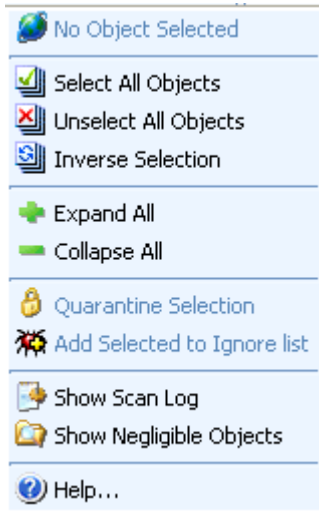 No Object Selected
Select All Objects
Unselect All Objects
Inverse Selection
Expand All
Collapse All
Quarantine Selection
Add Selected to Ignore list
Show Scan Log
Show Negligible Objects
Help...